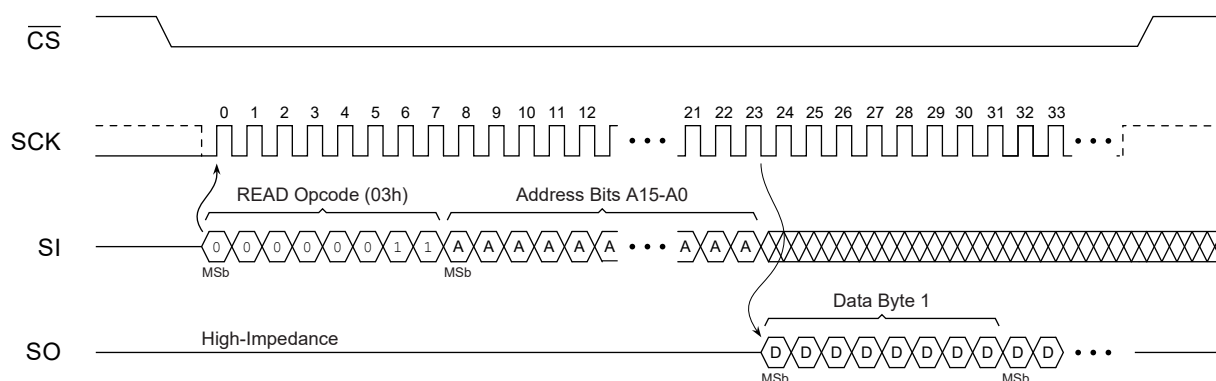 CS
0 1 2 3 4 5 6 7 8 9 10 11 12 21 22 23 24 25 26 27 28 29 30 31 32 33
SCK
READ Opcode (03h) Address Bits A15-A0
SI 0 0 0 0 0 0 1 1 A A A A A A A A A
MSb MSb
Data Byte 1
High-Impedance
SO D D D D D D D D D D
MSb MSb